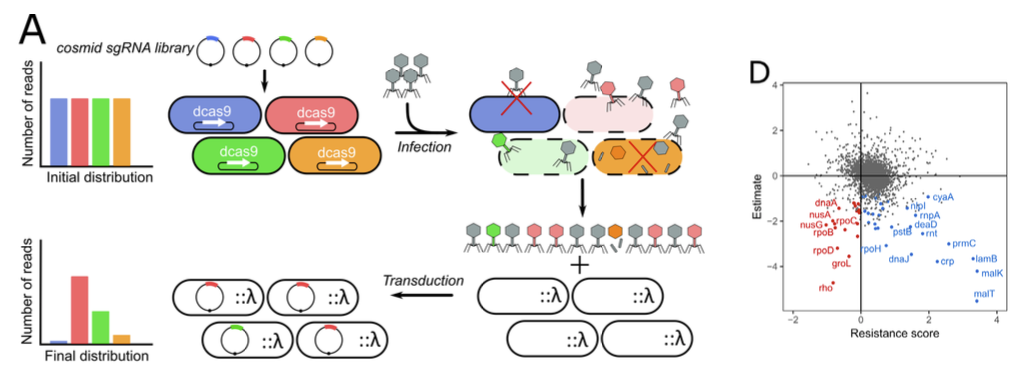 A
cosmid sgRNA library
Number of reads
Initial distribution
dcas9
dcas9
dcas9
dcas9
Infection
Transduction
+
::λ
::λ
::λ
::λ
::λ
::λ
::λ
::λ
Number of reads
Final distribution
D
Estimate
4
2
0
−2
−4
cyaA
dnaA
nlpI
nusA
rpoC
rnpA
nusG
deaD
rpoB
pstB
rnt
rpoH
prmC
rpoD
dnaJ
lamB
groL
crp
malK
rho
malT
−2
0
2
4
Resistance score